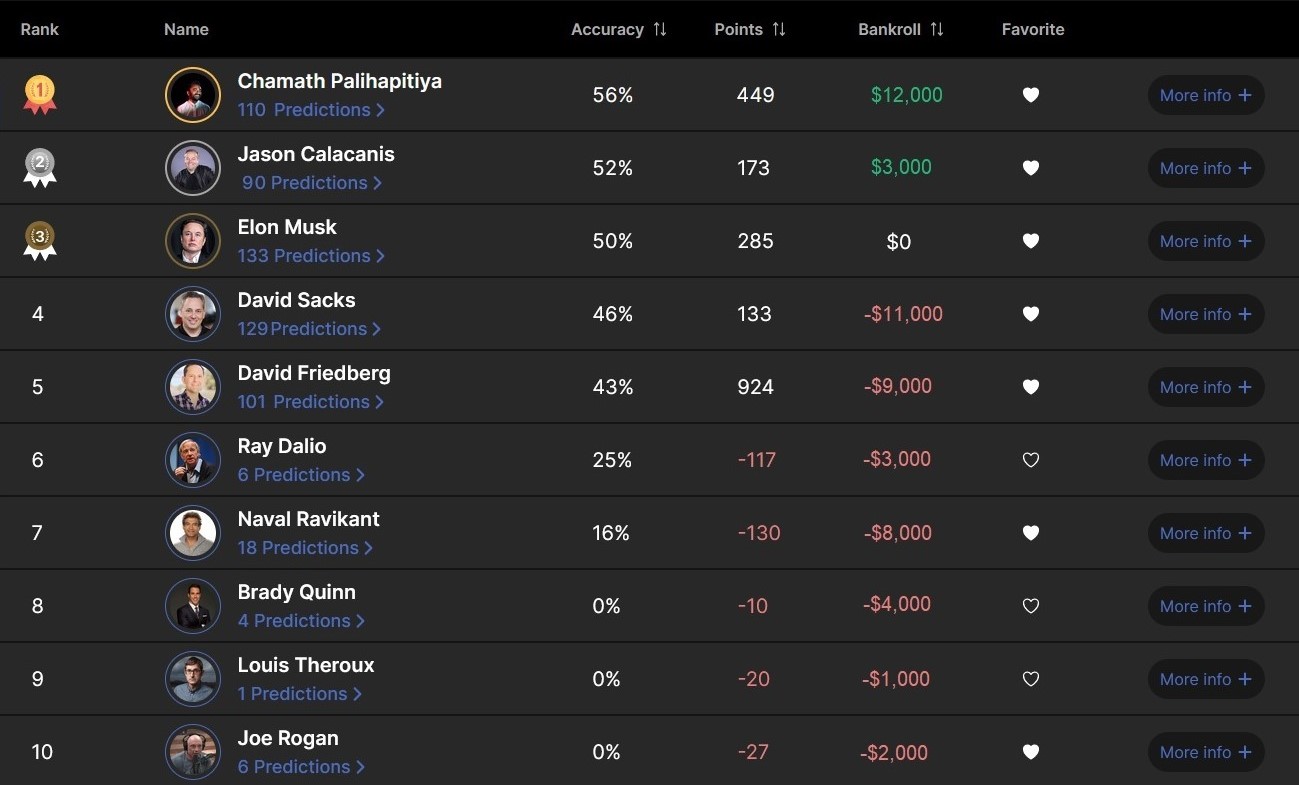 Rank Name Accuracy Points Bankroll Favorite
1 Chamath Palihapitiya 56% 449 $12,000 More info +
110 Predictions >
2 Jason Calacanis 52% 173 $3,000 More info +
90 Predictions >
3 Elon Musk 50% 285 $0 More info +
133 Predictions >
4 David Sacks 46% 133 -$11,000 More info +
129 Predictions >
5 David Friedberg 43% 924 -$9,000 More info +
101 Predictions >
6 Ray Dalio 25% -117 -$3,000 More info +
6 Predictions >
7 Naval Ravikant 16% -130 -$8,000 More info +
18 Predictions >
8 Brady Quinn 0% -10 -$4,000 More info +
4 Predictions >
9 Louis Theroux 0% -20 -$1,000 More info +
1 Predictions >
10 Joe Rogan 0% -27 -$2,000 More info +
6 Predictions >